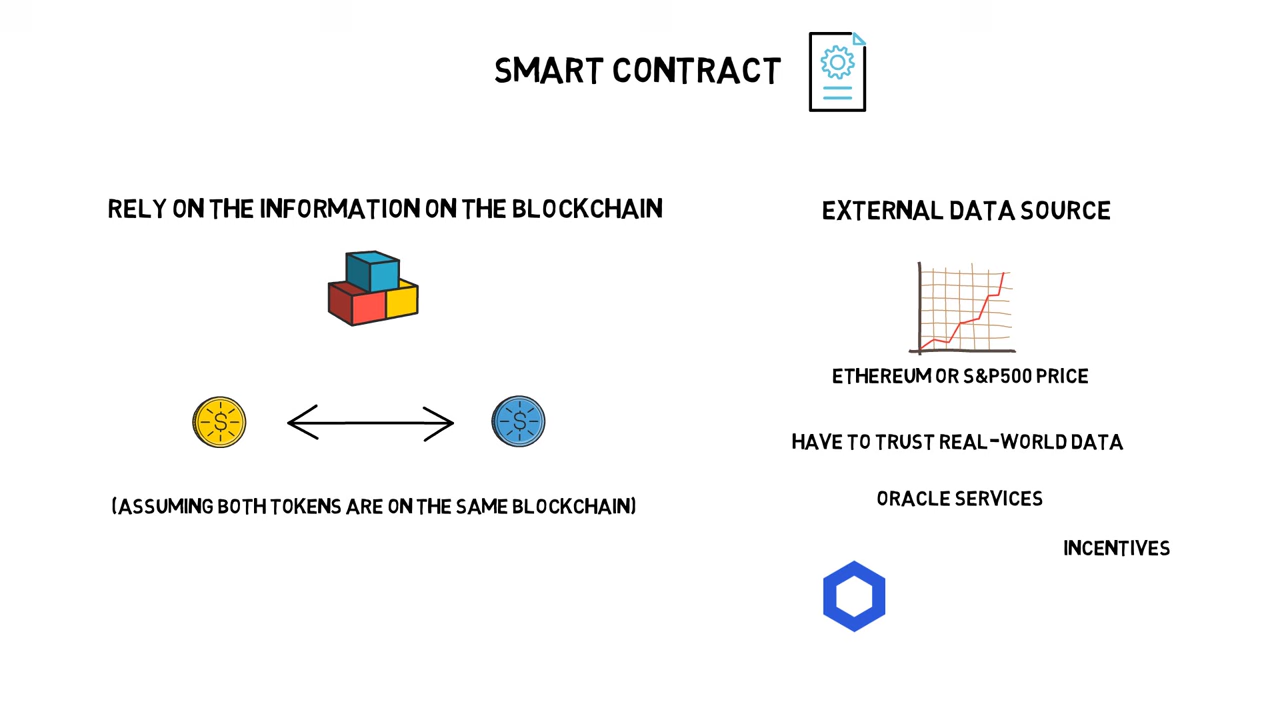 SMART CONTRACT
RELY ON THE INFORMATION ON THE BLOCKCHAIN
(ASSUMING BOTH TOKENS ARE ON THE SAME BLOCKCHAIN)
EXTERNAL DATA SOURCE
ETHEREUM OR S&P500 PRICE
HAVE TO TRUST REAL-WORLD DATA
ORACLE SERVICES
INCENTIVES